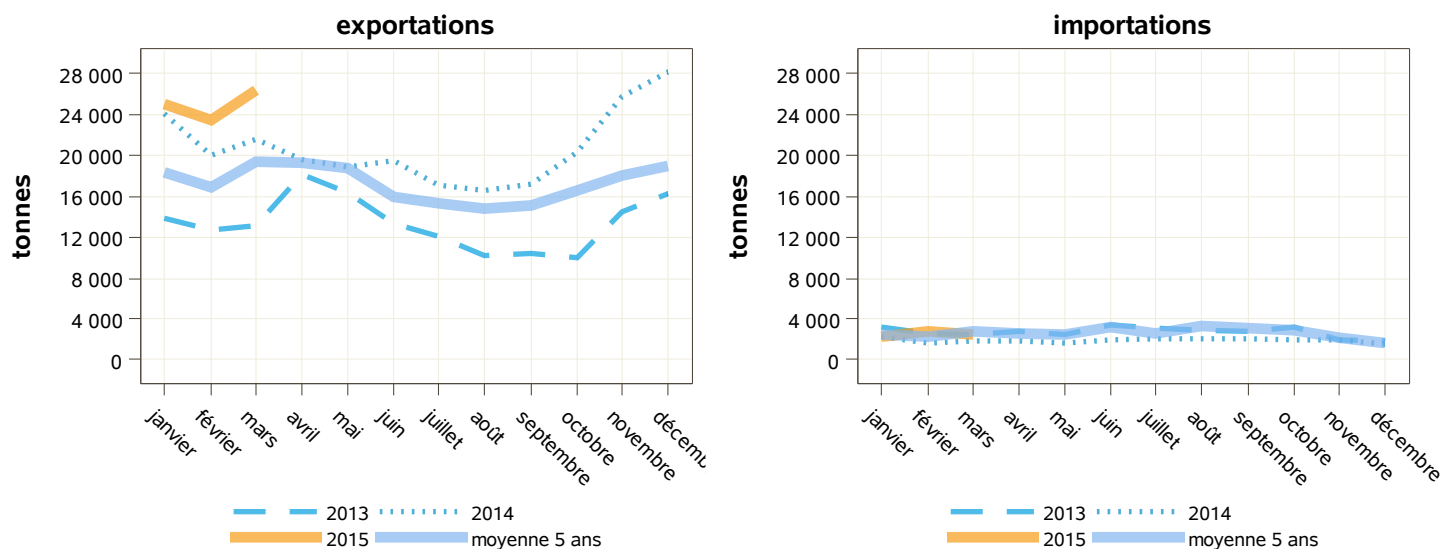 exportations
tonnes
28 000
24 000
20 000
16 000
12 000
8 000
4 000
0
janvier
février
mars
avril
mai
juin
juillet
août
septembre
octobre
novembre
décemb
2013
2014
2015
moyenne 5 ans
importations
tonnes
28 000
24 000
20 000
16 000
12 000
8 000
4 000
0
janvier
février
mars
avril
mai
juin
juillet
août
septembre
octobre
novembre
décembre
2013
2014
2015
moyenne 5 ans